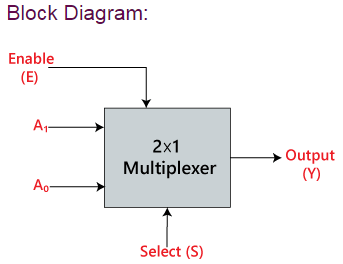 Block Diagram:
Enable
(E)
A₁
2x1
Multiplexer
Output
(Y)
A₀
Select (S)